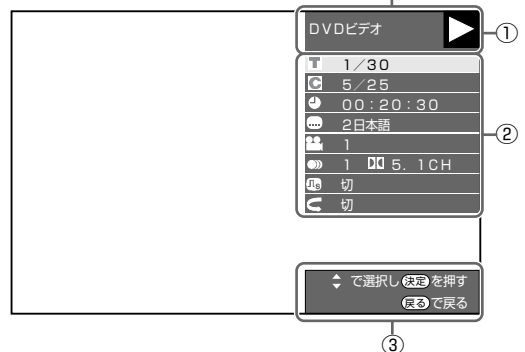 DVDビデオ
①
T 1/30
C 5/25
00:20:30
2日本語
1
1 DD 5. 1CH
切
切
②
で選択し 決定 を押す
戻る で戻る
③